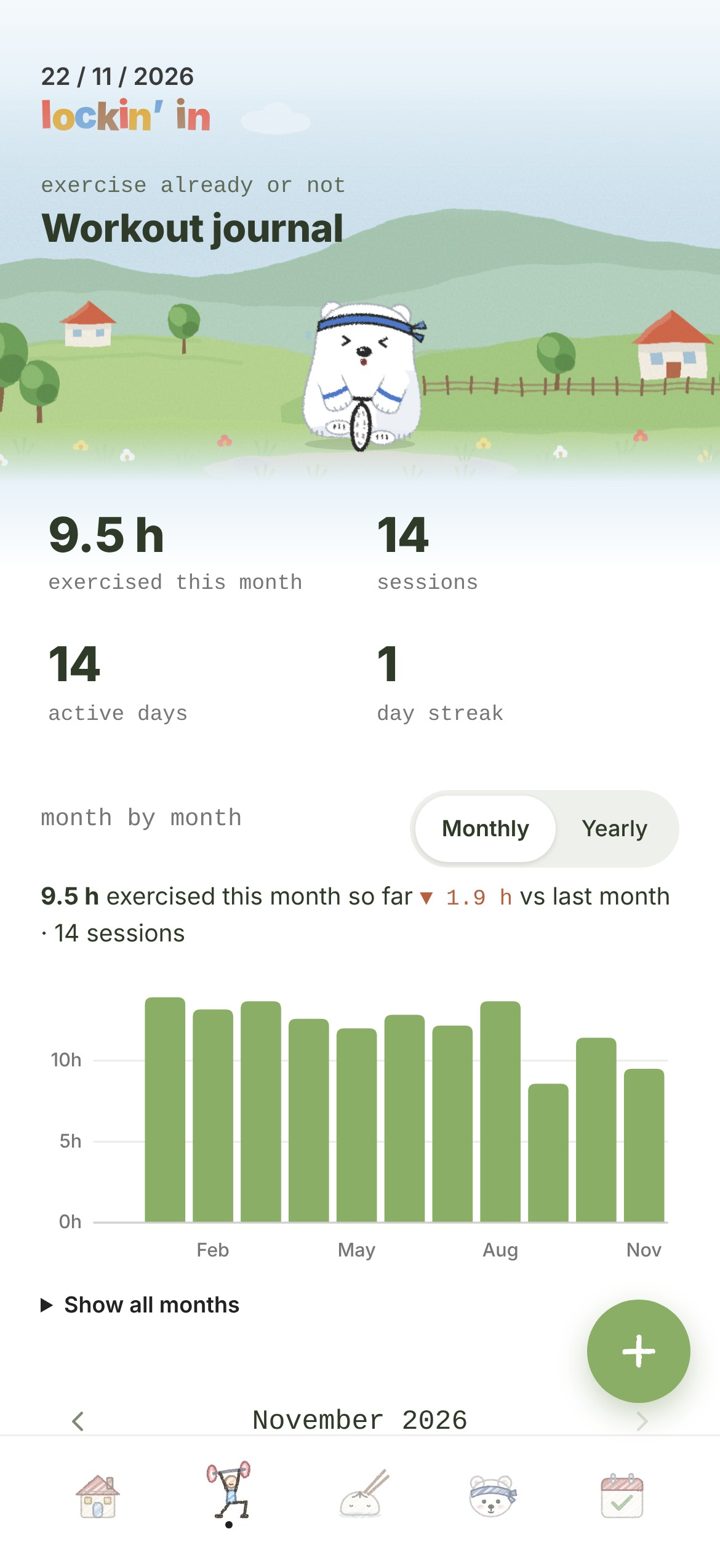 22 / 11 / 2026
lockin’ in
exercise already or not
Workout journal
9.5 h
exercised this month
14
sessions
14
active days
1
day streak
month by month
Monthly
Yearly
9.5 h exercised this month so far ▼ 1.9 h vs last month
· 14 sessions
10h
5h
0h
Feb
May
Aug
Nov
▶ Show all months
November 2026